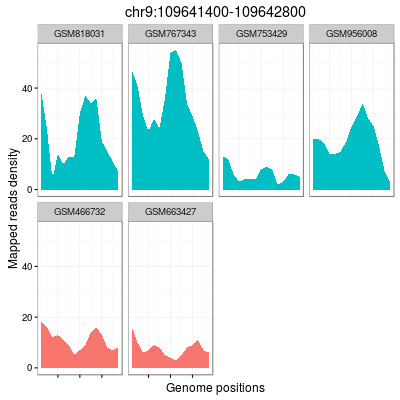 chr9:109641400-109642800
GSM818031 GSM767343 GSM753429 GSM956008
40
20
0
Mapped reads density
GSM466732 GSM663427
40
20
0
Genome positions